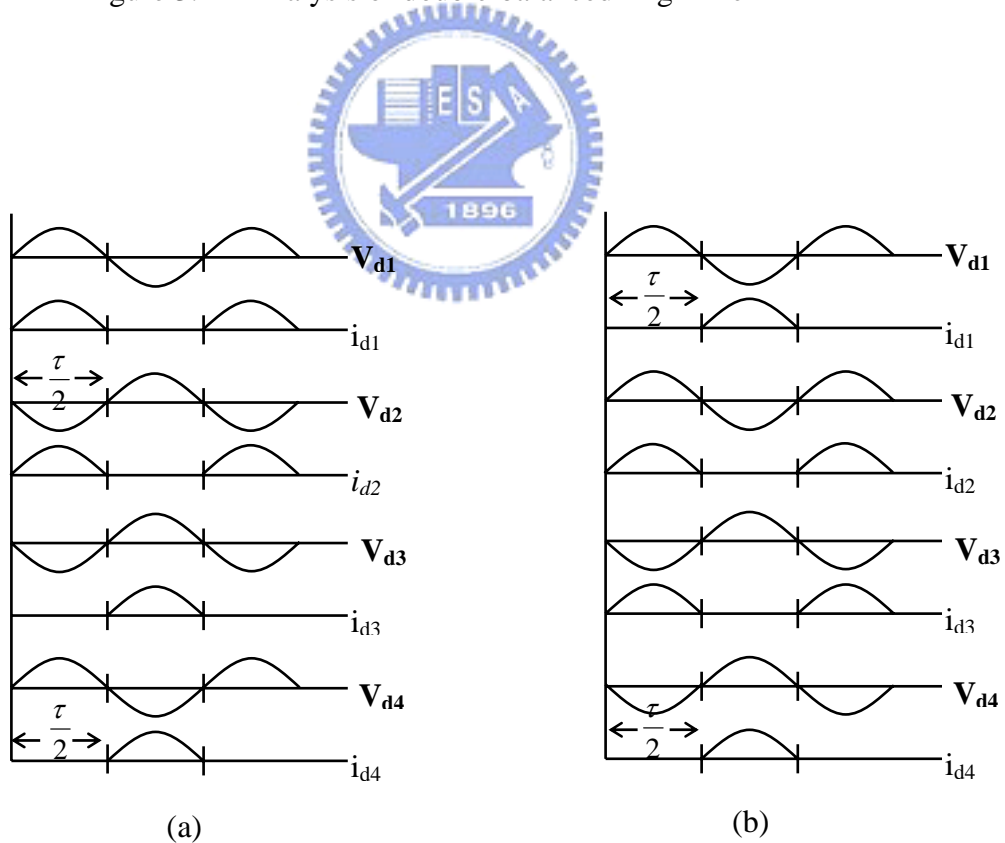 E S A
1896
V_d1
i_d1
τ/2
V_d2
i_d2
V_d3
i_d3
V_d4
τ/2
i_d4
(a)
V_d1
τ/2
i_d1
V_d2
i_d2
V_d3
i_d3
V_d4
τ/2
i_d4
(b)